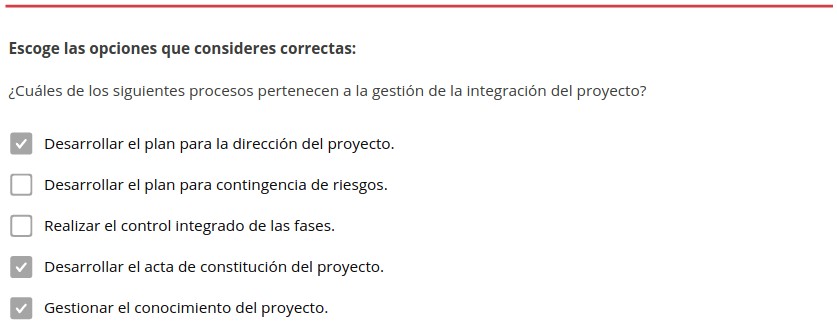 Escoge las opciones que consideres correctas:
¿Cuáles de los siguientes procesos pertenecen a la gestión de la integración del proyecto?
Desarrollar el plan para la dirección del proyecto.
Desarrollar el plan para contingencia de riesgos.
Realizar el control integrado de las fases.
Desarrollar el acta de constitución del proyecto.
Gestionar el conocimiento del proyecto.